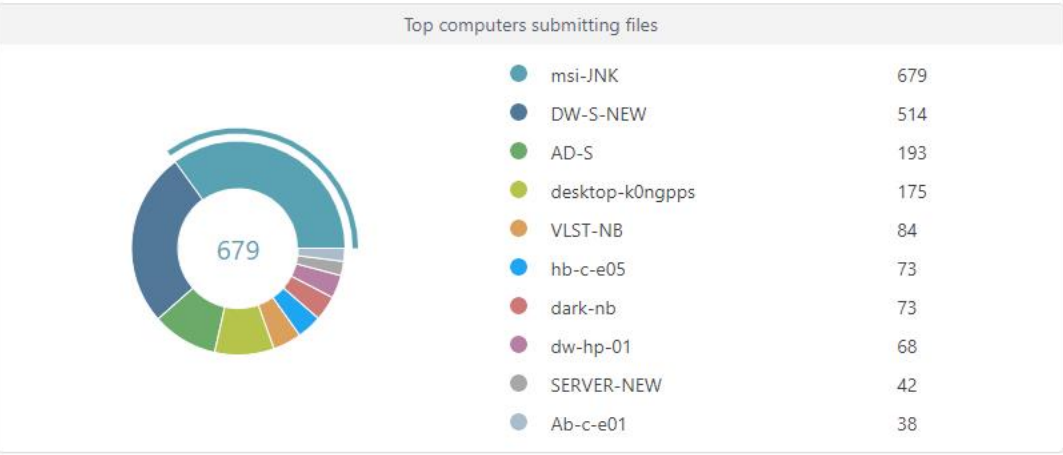 Top computers submitting files
679
msi-JNK 679
DW-S-NEW 514
AD-S 193
desktop-k0ngpps 175
VLST-NB 84
hb-c-e05 73
dark-nb 73
dw-hp-01 68
SERVER-NEW 42
Ab-c-e01 38